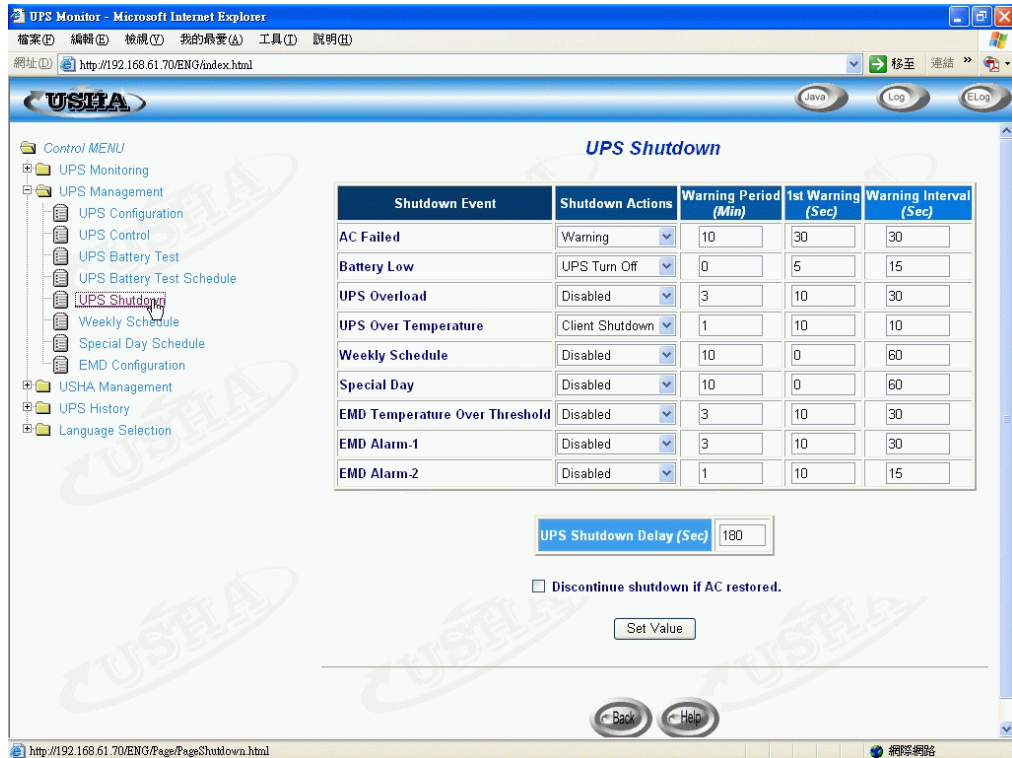 UPS Monitor - Microsoft Internet Explorer
檔案(F) 編輯(E) 檢視(V) 我的最愛(A) 工具(T) 說明(H)
網址(D) http://192.168.61.70/ENG/index.html 移至 連結 »
USHA Java Log ELog
Control MENU
UPS Monitoring
UPS Management
UPS Configuration
UPS Control
UPS Battery Test
UPS Battery Test Schedule
UPS Shutdown
Weekly Schedule
Special Day Schedule
EMD Configuration
USHA Management
UPS History
Language Selection
UPS Shutdown
Shutdown Event Shutdown Actions Warning Period (Min) 1st Warning (Sec) Warning Interval (Sec)
AC Failed Warning 10 30 30
Battery Low UPS Turn Off 0 5 15
UPS Overload Disabled 3 10 30
UPS Over Temperature Client Shutdown 1 10 10
Weekly Schedule Disabled 10 0 60
Special Day Disabled 10 0 60
EMD Temperature Over Threshold Disabled 3 10 30
EMD Alarm-1 Disabled 3 10 30
EMD Alarm-2 Disabled 1 10 15
UPS Shutdown Delay (Sec) 180
Discontinue shutdown if AC restored.
Set Value
Back Help
http://192.168.61.70/ENG/Page/PageShutdown.html 網際網路